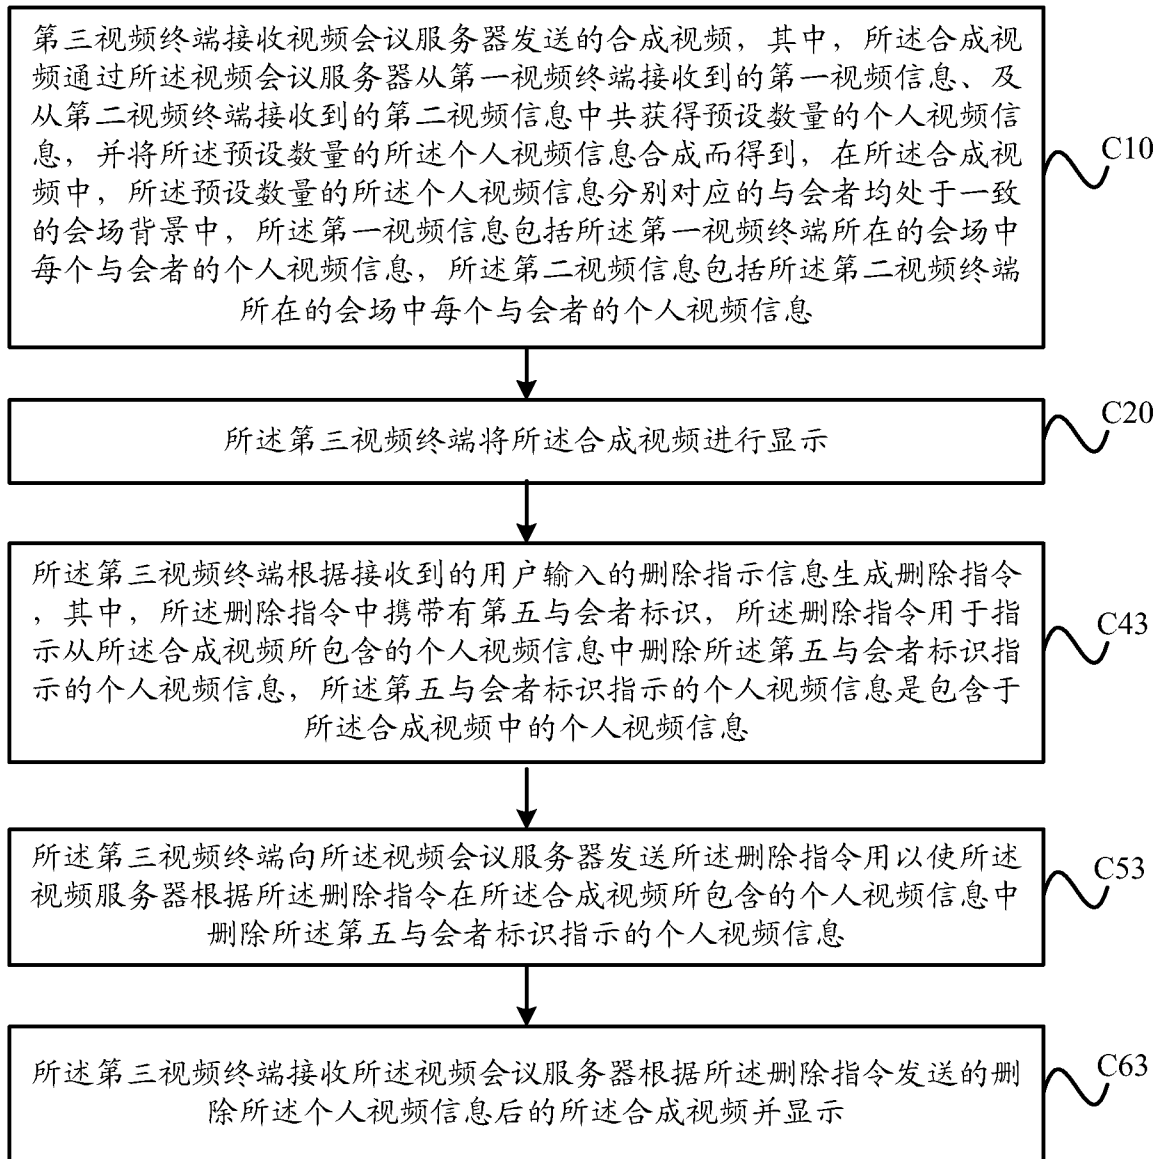 第三视频终端接收视频会议服务器发送的合成视频，其中，所述合成视
频通过所述视频会议服务器从第一视频终端接收到的第一视频信息、及
从第二视频终端接收到的第二视频信息中共获得预设数量的个人视频信
息，并将所述预设数量的所述个人视频信息合成而得到，在所述合成视
频中，所述预设数量的所述个人视频信息分别对应的与会者均处于一致
的会场背景中，所述第一视频信息包括所述第一视频终端所在的会场中
每个与会者的个人视频信息，所述第二视频信息包括所述第二视频终端
所在的会场中每个与会者的个人视频信息
C10
所述第三视频终端将所述合成视频进行显示
C20
所述第三视频终端根据接收到的用户输入的删除指示信息生成删除指令
，其中，所述删除指令中携带有第五与会者标识，所述删除指令用于指
示从所述合成视频所包含的个人视频信息中删除所述第五与会者标识指
示的个人视频信息，所述第五与会者标识指示的个人视频信息是包含于
所述合成视频中的个人视频信息
C43
所述第三视频终端向所述视频会议服务器发送所述删除指令用以使所述
视频服务器根据所述删除指令在所述合成视频所包含的个人视频信息中
删除所述第五与会者标识指示的个人视频信息
C53
所述第三视频终端接收所述视频会议服务器根据所述删除指令发送的删
除所述个人视频信息后的所述合成视频并显示
C63